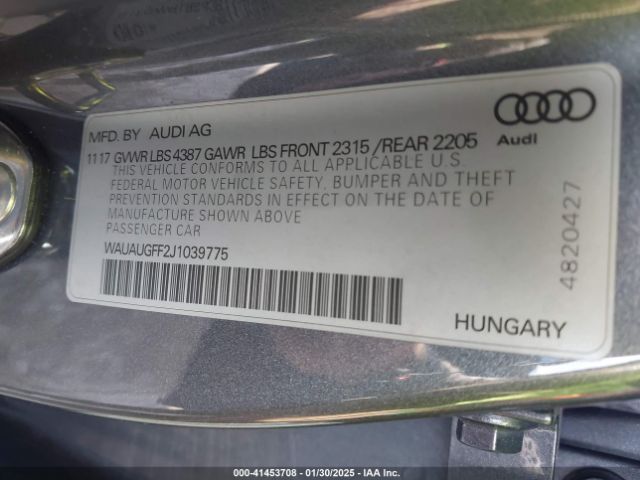 MFD. BY AUDI AG
Audi
11 17 GVWR LBS 4387 GAWR LBS FRONT 2315 /REAR 2205
THIS VEHICLE CONFORMS TO ALL APPLICABLE U.S.
FEDERAL MOTOR VEHICLE SAFETY, BUMPER AND THEFT
PREVENTION STANDARDS IN EFFECT ON THE DATE OF
MANUFACTURE SHOWN ABOVE
PASSENGER CAR
WAUAUGFF2J1039775
4820427
HUNGARY
000-41453708 - 01/30/2025 - IAA Inc.